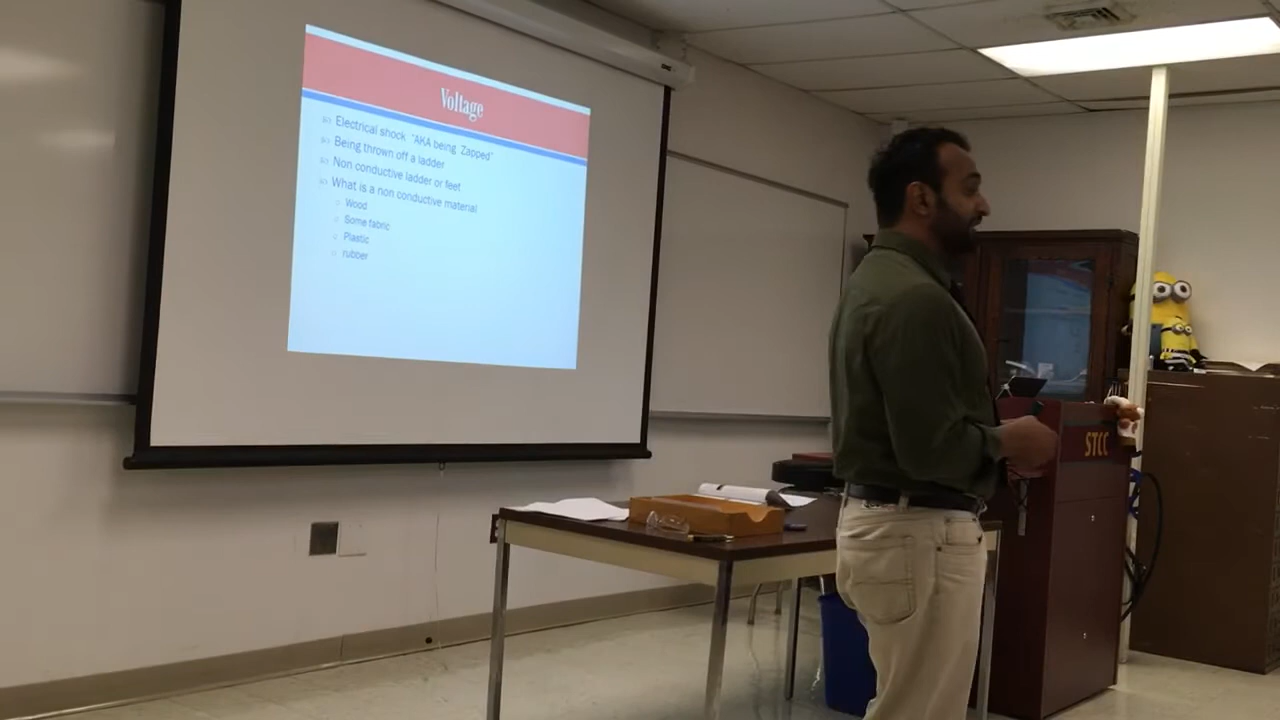 Voltage
Electrical shock "AKA being Zapped"
Being thrown off a ladder
Non conductive ladder or feet
What is a non conductive material
Wood
Some fabric
Plastic
rubber
STCC